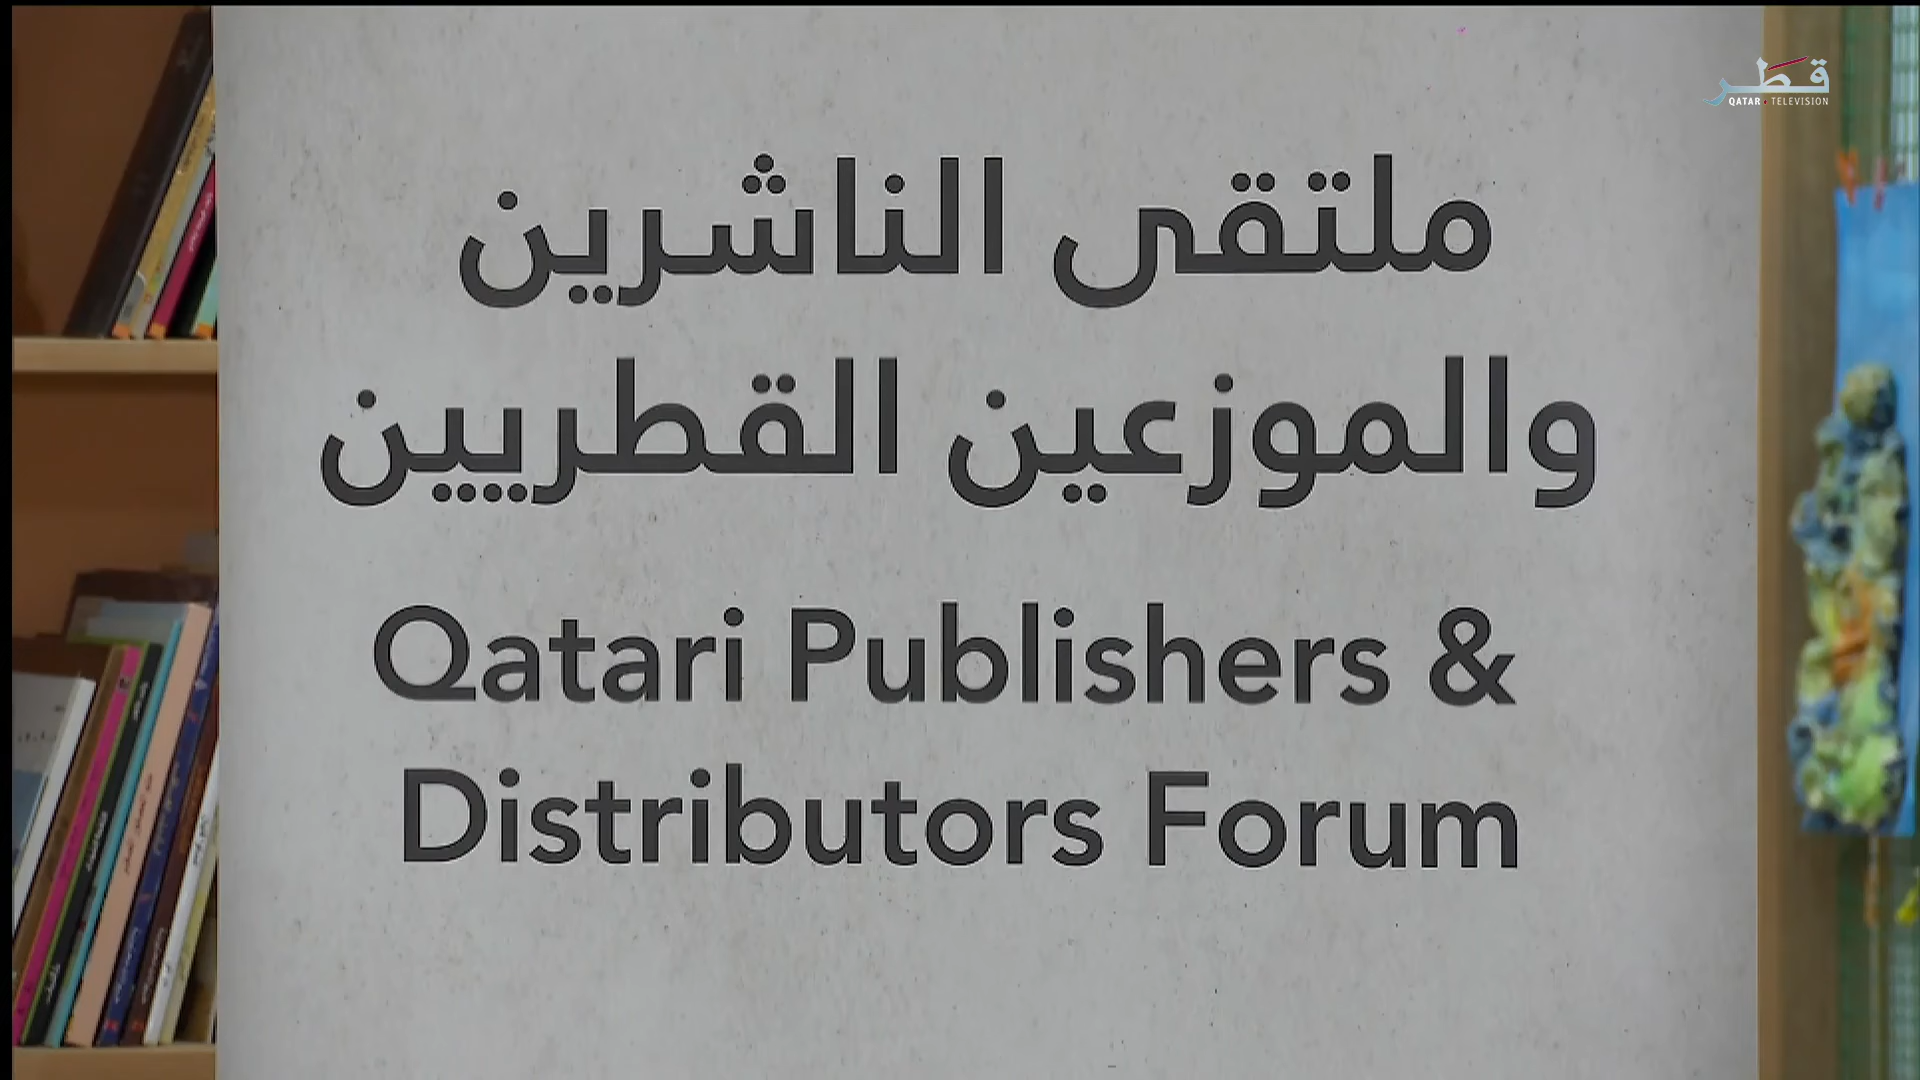 قطر
QATAR TELEVISION
ملتقى الناشرين
والموزعين القطريين
Qatari Publishers &
Distributors Forum